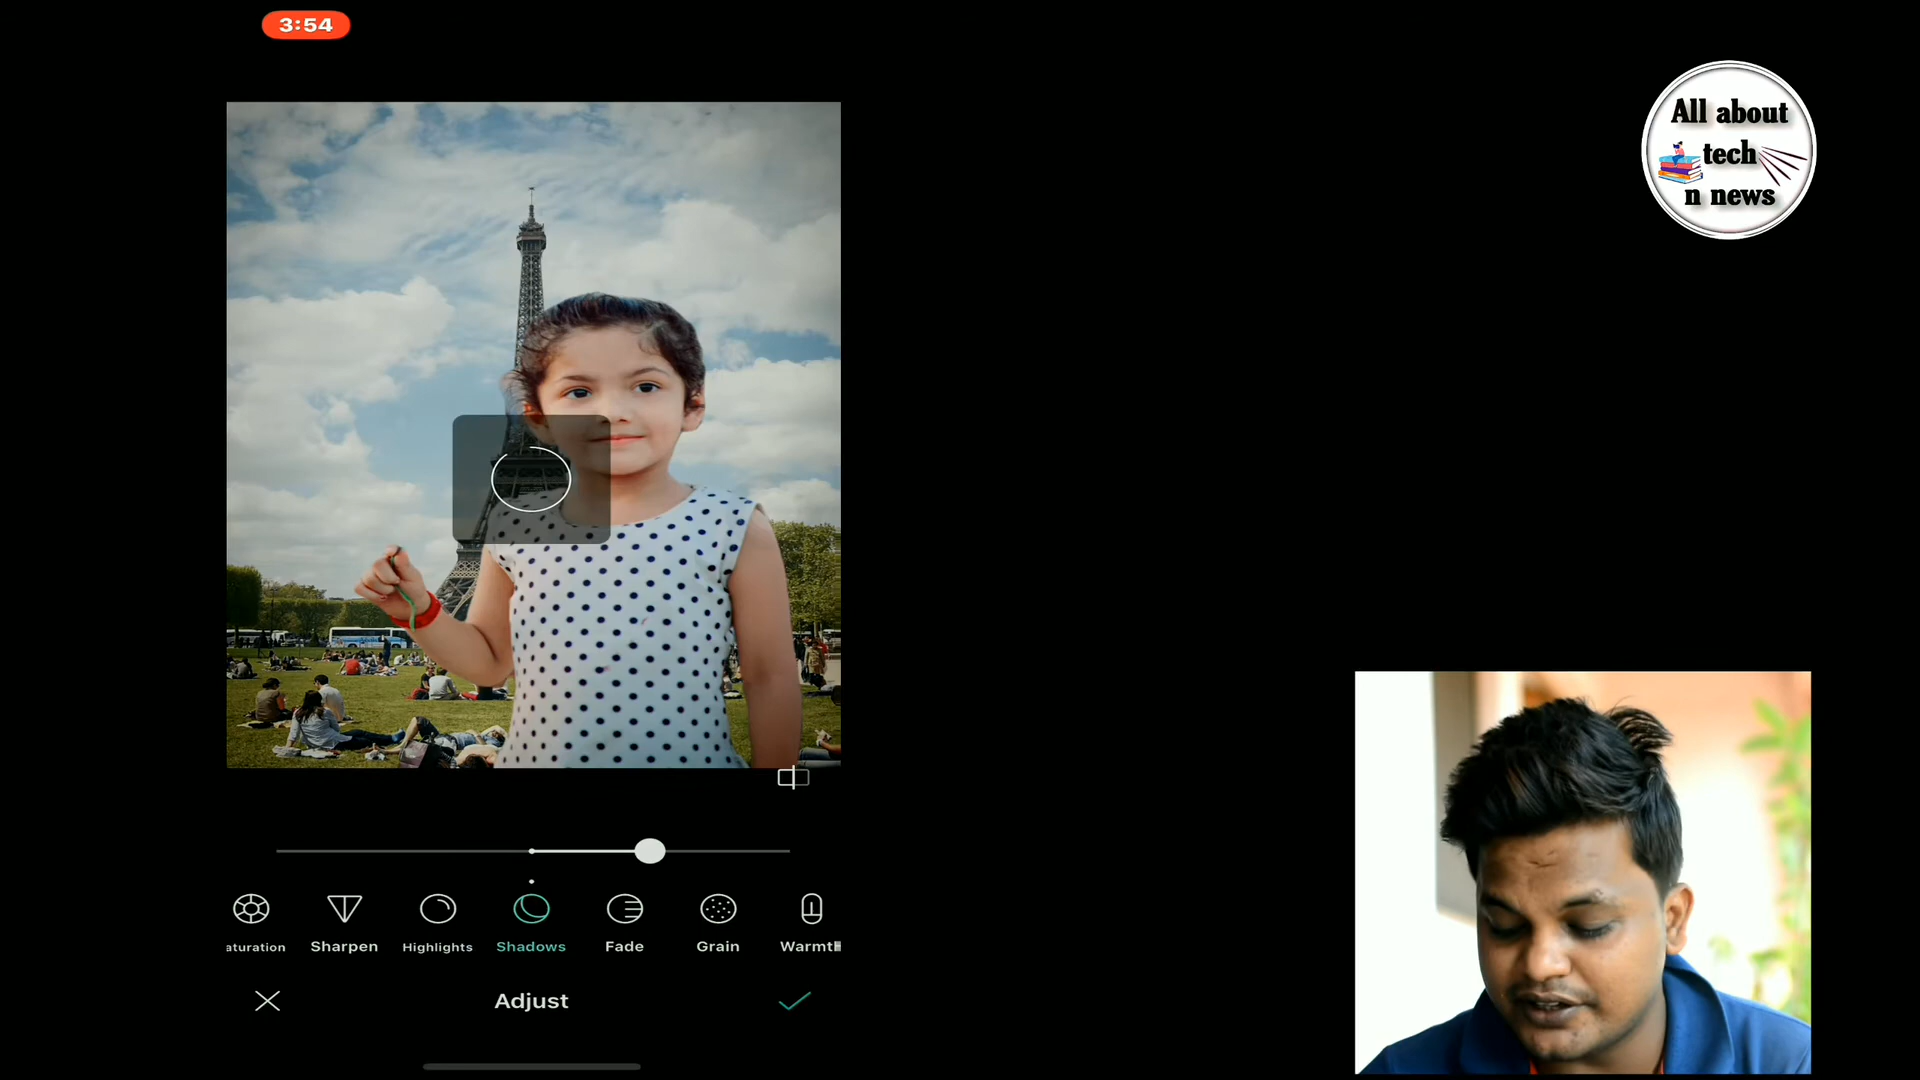 3:54
All about
tech
n news
aturation
Sharpen
Highlights
Shadows
Fade
Grain
Warmt
Adjust